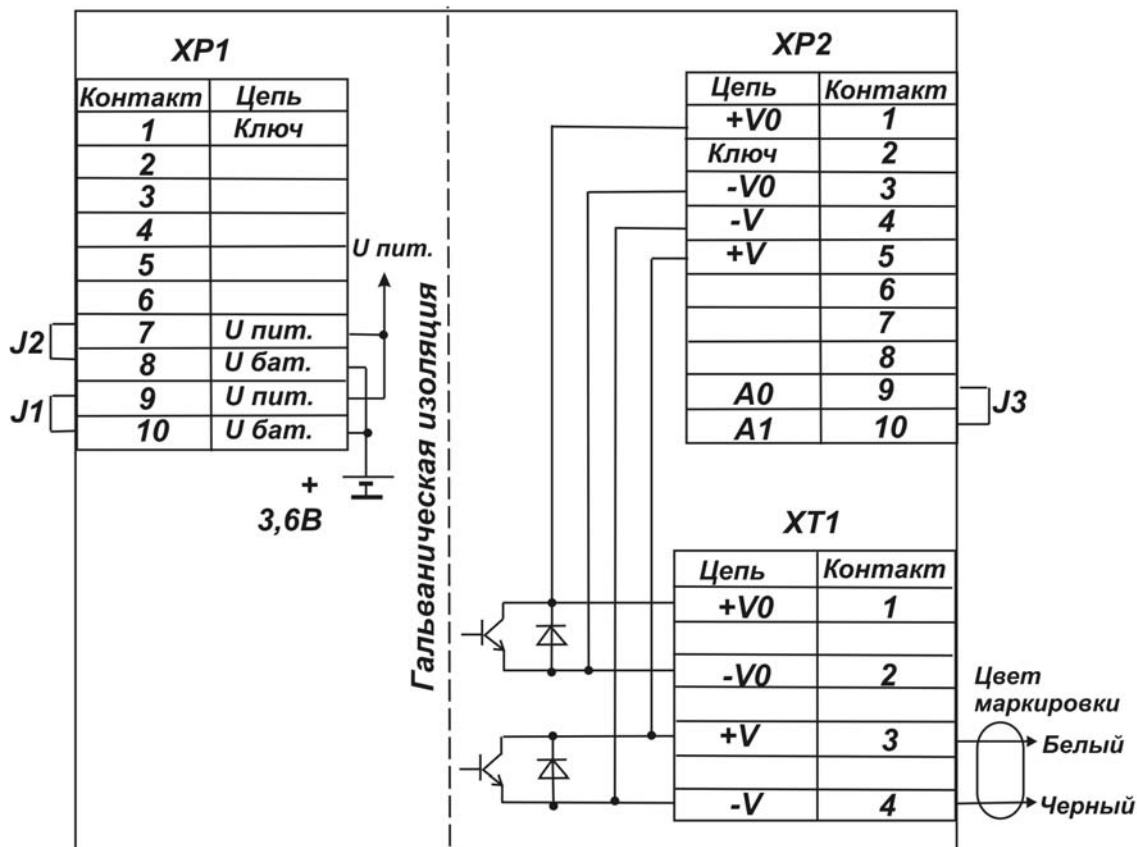 XP1
Контакт Цепь
1 Ключ
2
3
4
5
6
7 U пит.
8 U бат.
9 U пит.
10 U бат.
J2
J1
U пит.
+
3,6В
Гальваническая изоляция
XP2
Цепь Контакт
+V0 1
Ключ 2
-V0 3
-V 4
+V 5
6
7
8
A0 9
A1 10
J3
XT1
Цепь Контакт
+V0 1
-V0 2
+V 3
-V 4
Цвет
маркировки
Белый
Черный